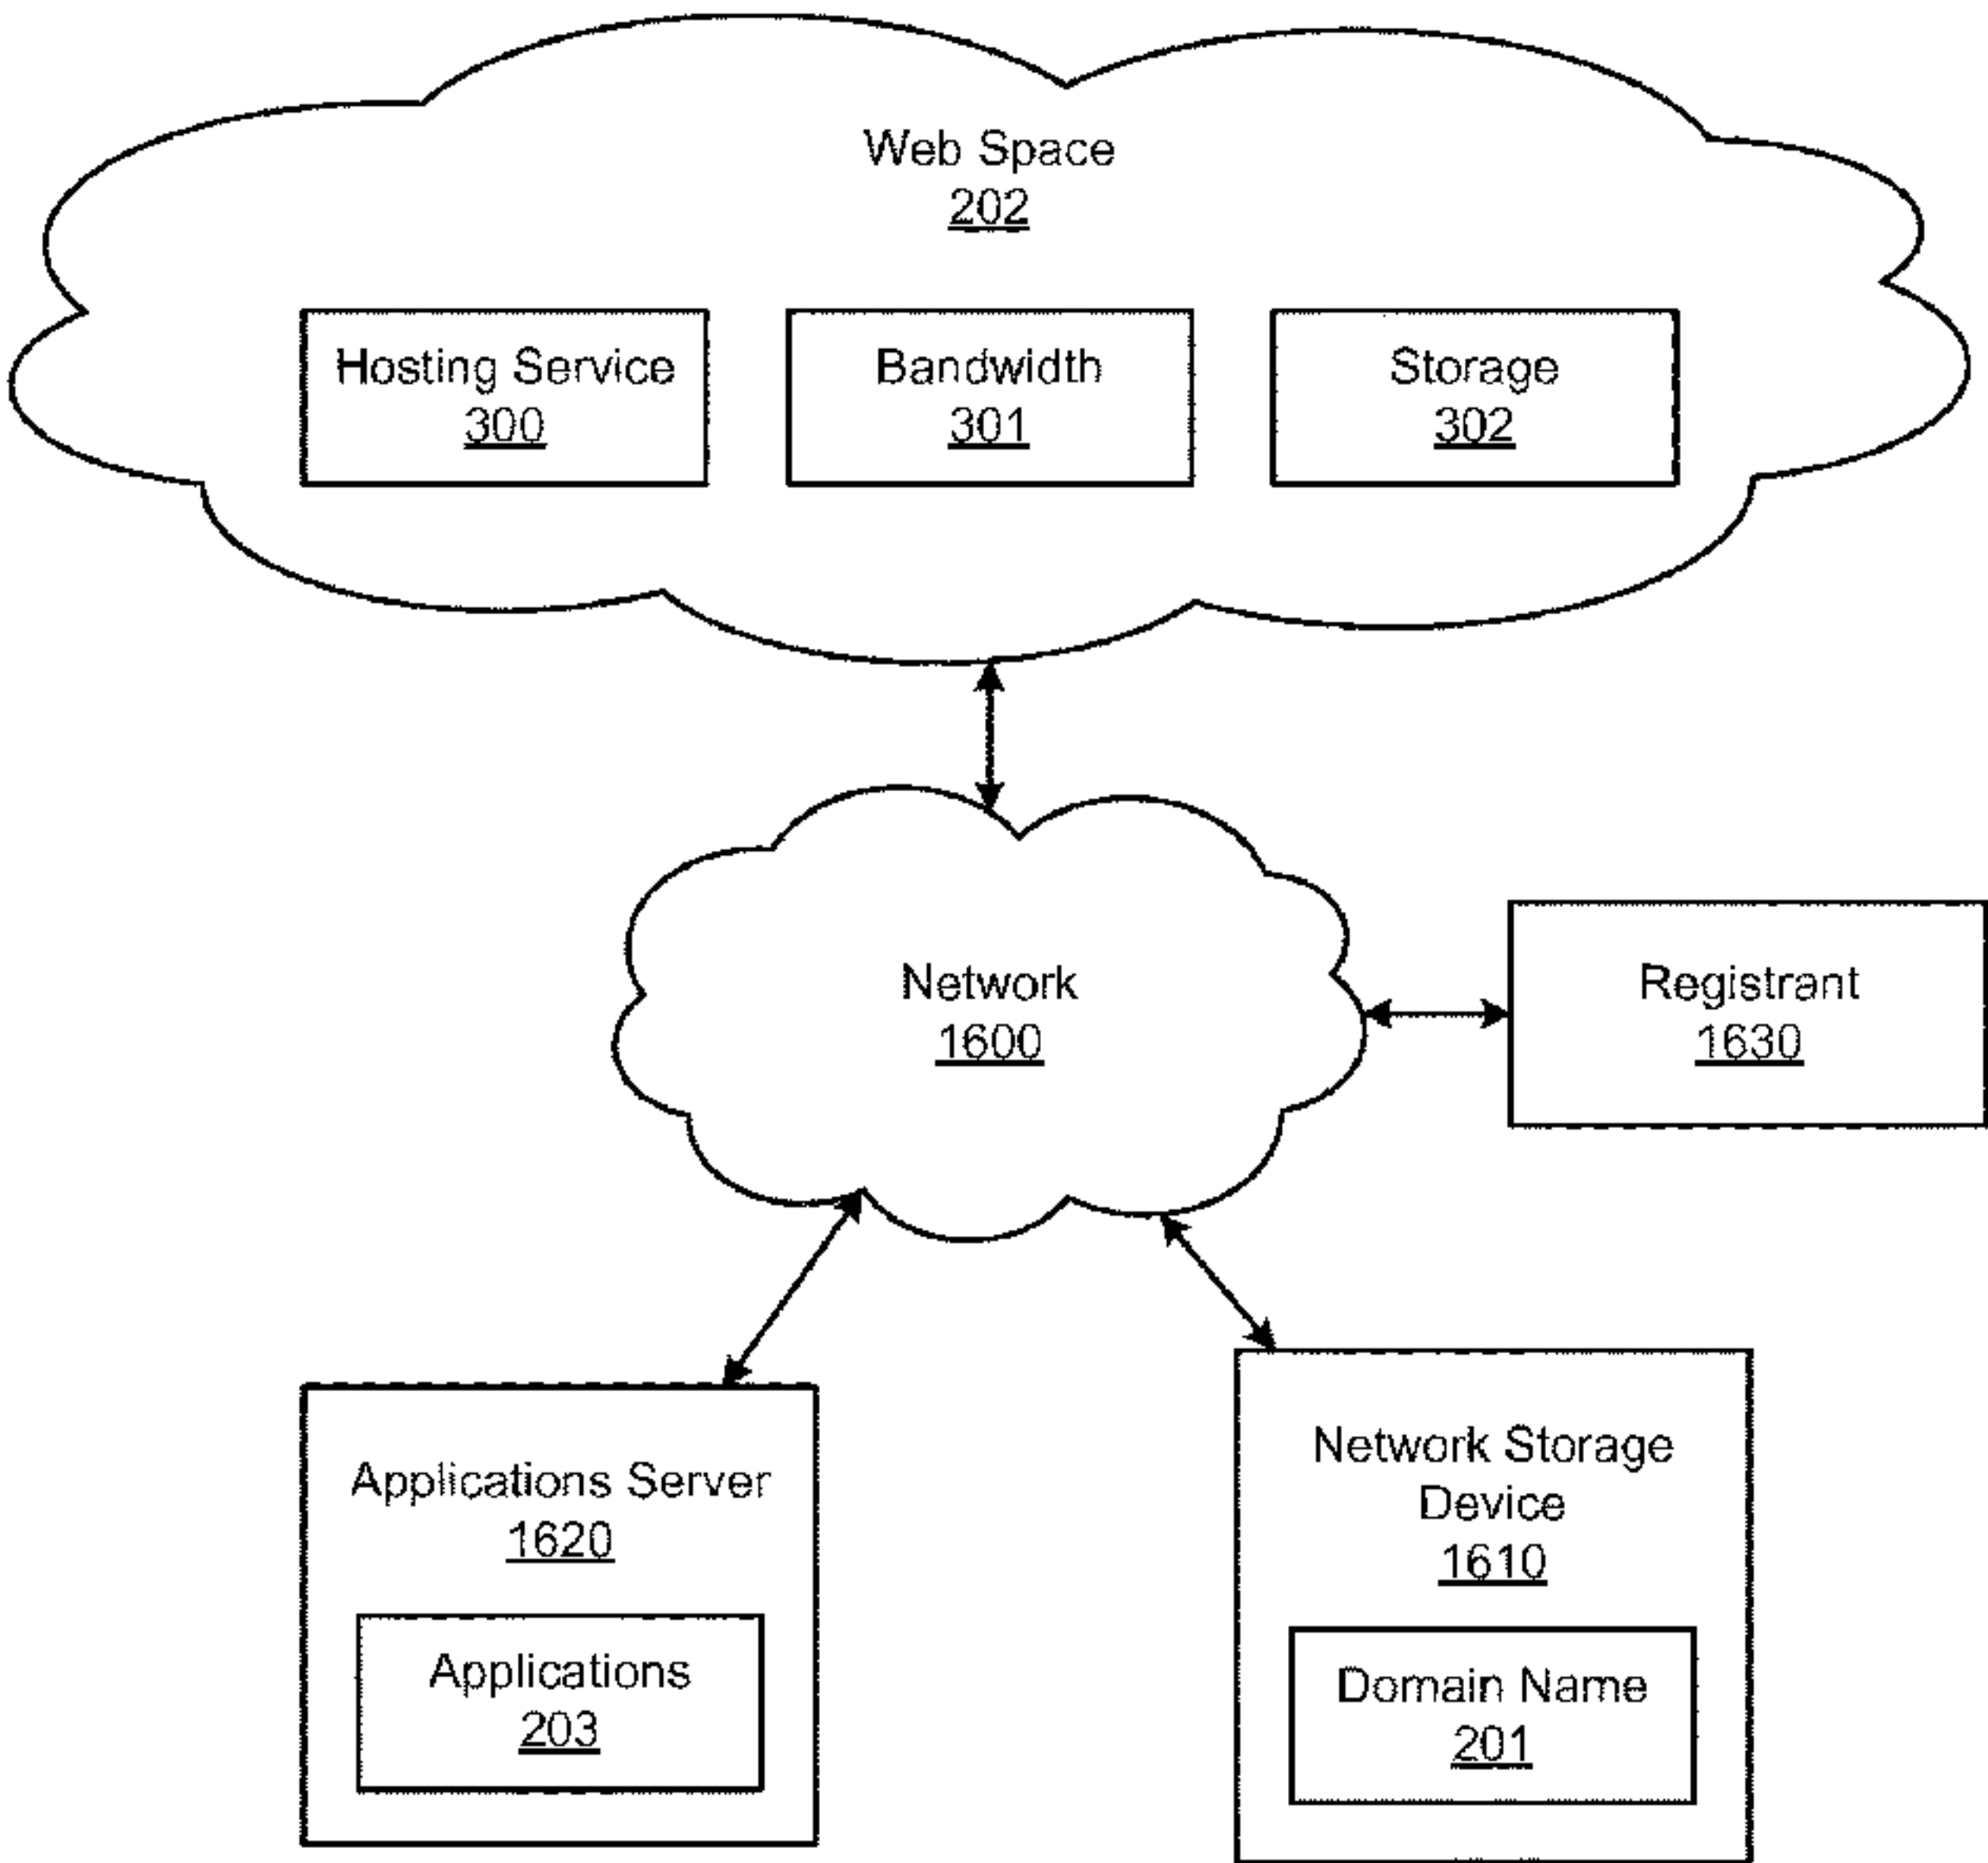 Web Space
202
Hosting Service
300
Bandwidth
301
Storage
302
Network
1600
Registrant
1630
Applications Server
1620
Applications
203
Network Storage
Device
1610
Domain Name
201